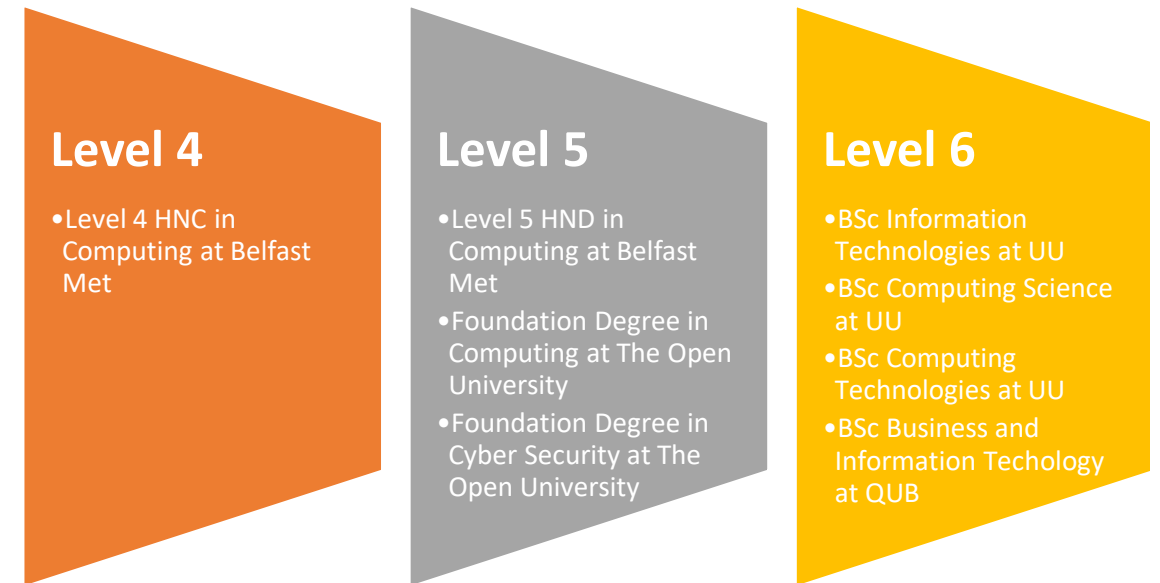 Level 4
•Level 4 HNC in
Computing at Belfast
Met
Level 5
•Level 5 HND in
Computing at Belfast
Met
•Foundation Degree in
Computing at The Open
University
•Foundation Degree in
Cyber Security at The
Open University
Level 6
•BSc Information
Technologies at UU
•BSc Computing Science
at UU
•BSc Computing
Technologies at UU
•BSc Business and
Information Techology
at QUB